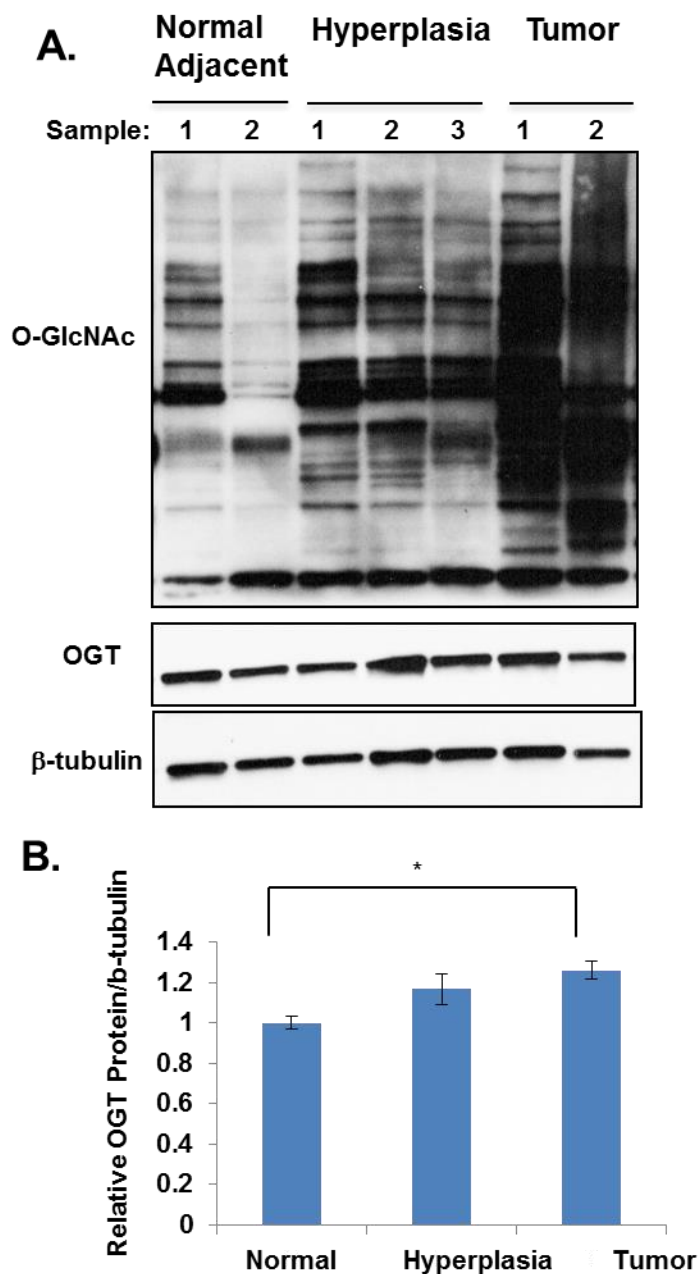 A.
Normal
Adjacent
Hyperplasia
Tumor
Sample: 1 2 1 2 3 1 2
O-GlcNAc
OGT
β-tubulin
B.
*
Relative OGT Protein/b-tubulin
1.4
1.2
1
0.8
0.6
0.4
0.2
0
Normal Hyperplasia Tumor